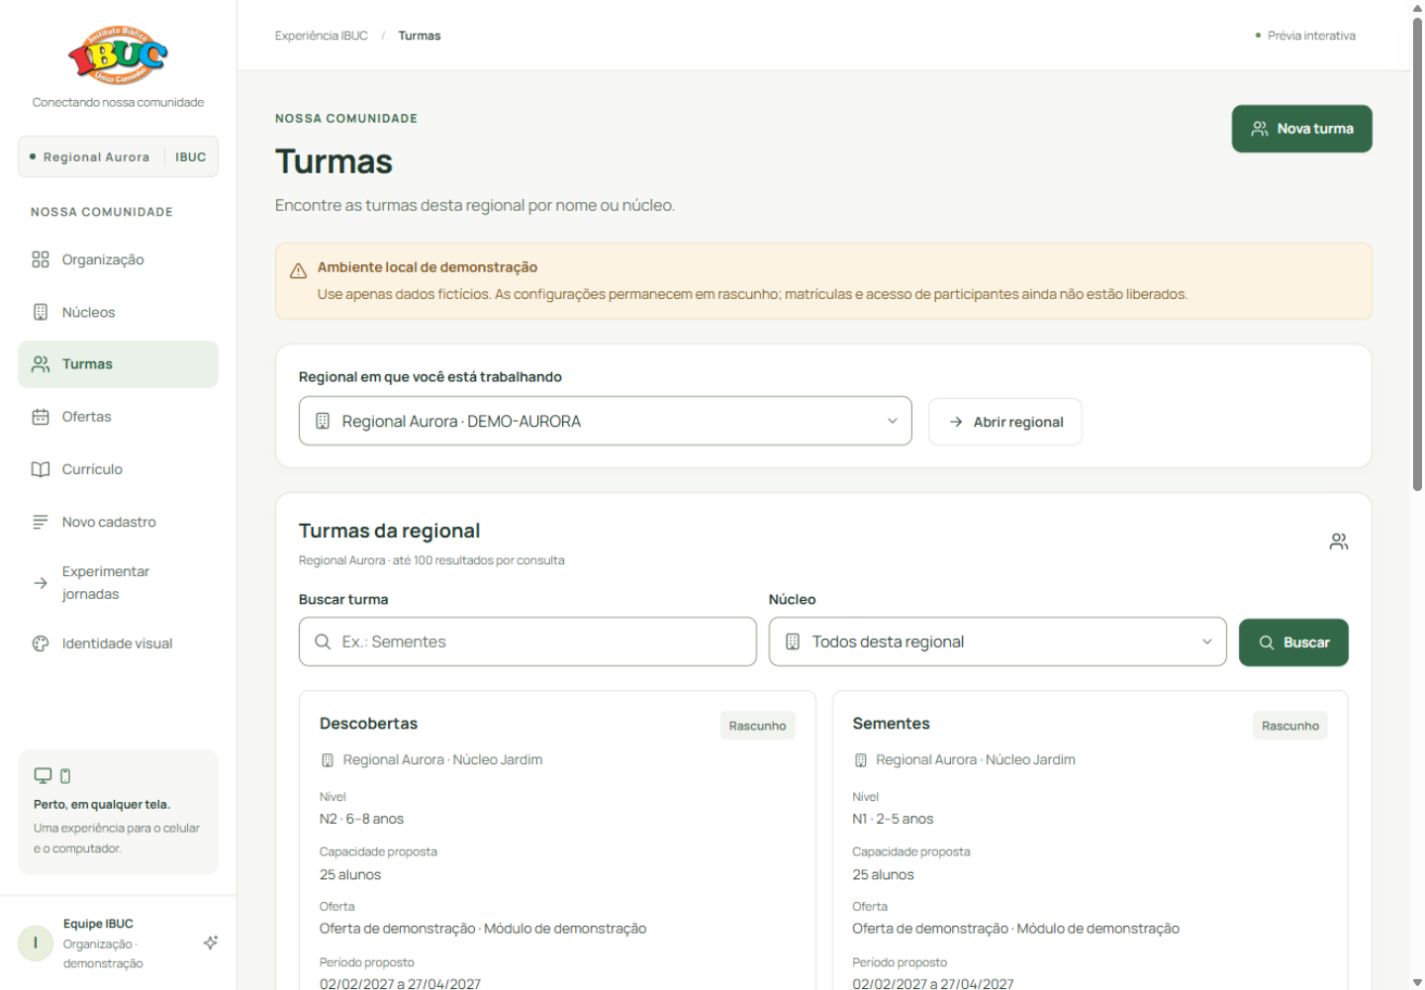 Instituto Bíblico
IBUC
Único Caminho
Conectando nossa comunidade
Regional Aurora IBUC
NOSSA COMUNIDADE
Organização
Núcleos
Turmas
Ofertas
Currículo
Novo cadastro
Experimentar
jornadas
Identidade visual
Perto, em qualquer tela.
Uma experiência para o celular
e o computador.
I
Equipe IBUC
Organização ·
demonstração
Experiência IBUC / Turmas
Prévia interativa
NOSSA COMUNIDADE
Turmas
Encontre as turmas desta regional por nome ou núcleo.
Nova turma
Ambiente local de demonstração
Use apenas dados fictícios. As configurações permanecem em rascunho; matrículas e acesso de participantes ainda não estão liberados.
Regional em que você está trabalhando
Regional Aurora · DEMO-AURORA
Abrir regional
Turmas da regional
Regional Aurora · até 100 resultados por consulta
Buscar turma
Ex.: Sementes
Núcleo
Todos desta regional
Buscar
Descobertas
Rascunho
Regional Aurora · Núcleo Jardim
Nível
N2 · 6–8 anos
Capacidade proposta
25 alunos
Oferta
Oferta de demonstração · Módulo de demonstração
Período proposto
02/02/2027 a 27/04/2027
Sementes
Rascunho
Regional Aurora · Núcleo Jardim
Nível
N1 · 2–5 anos
Capacidade proposta
25 alunos
Oferta
Oferta de demonstração · Módulo de demonstração
Período proposto
02/02/2027 a 27/04/2027